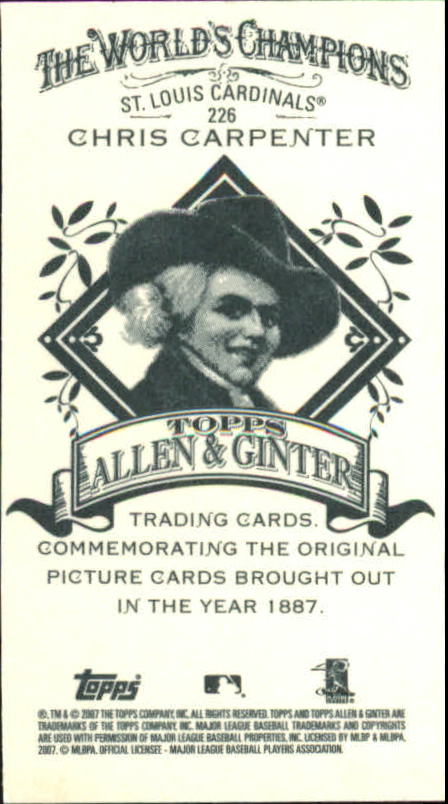 THE WORLD'S CHAMPIONS
ST. LOUIS CARDINALS®
226
CHRIS CARPENTER
TOPPS
ALLEN & GINTER
TRADING CARDS.
COMMEMORATING THE ORIGINAL
PICTURE CARDS BROUGHT OUT
IN THE YEAR 1887.
topps
®, TM & © 2007 THE TOPPS COMPANY, INC. ALL RIGHTS RESERVED. TOPPS AND TOPPS ALLEN & GINTER ARE
TRADEMARKS OF THE TOPPS COMPANY, INC. MAJOR LEAGUE BASEBALL TRADEMARKS AND COPYRIGHTS
ARE USED WITH PERMISSION OF MAJOR LEAGUE BASEBALL PROPERTIES, INC. LICENSED BY MLBP & MLBPA,
2007. © MLBPA. OFFICIAL LICENSEE - MAJOR LEAGUE BASEBALL PLAYERS ASSOCIATION.